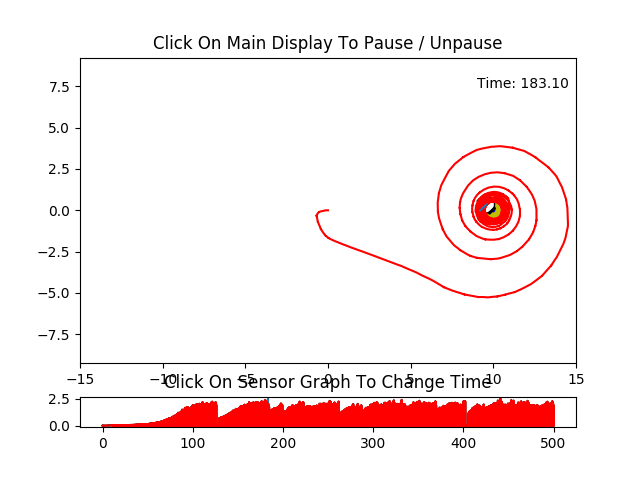 Click On Main Display To Pause / Unpause
Time: 183.10
7.5
5.0
2.5
0.0
−2.5
−5.0
−7.5
−15 −10 −5 0 5 10 15
Click On Sensor Graph To Change Time
2.5
0.0
0 100 200 300 400 500